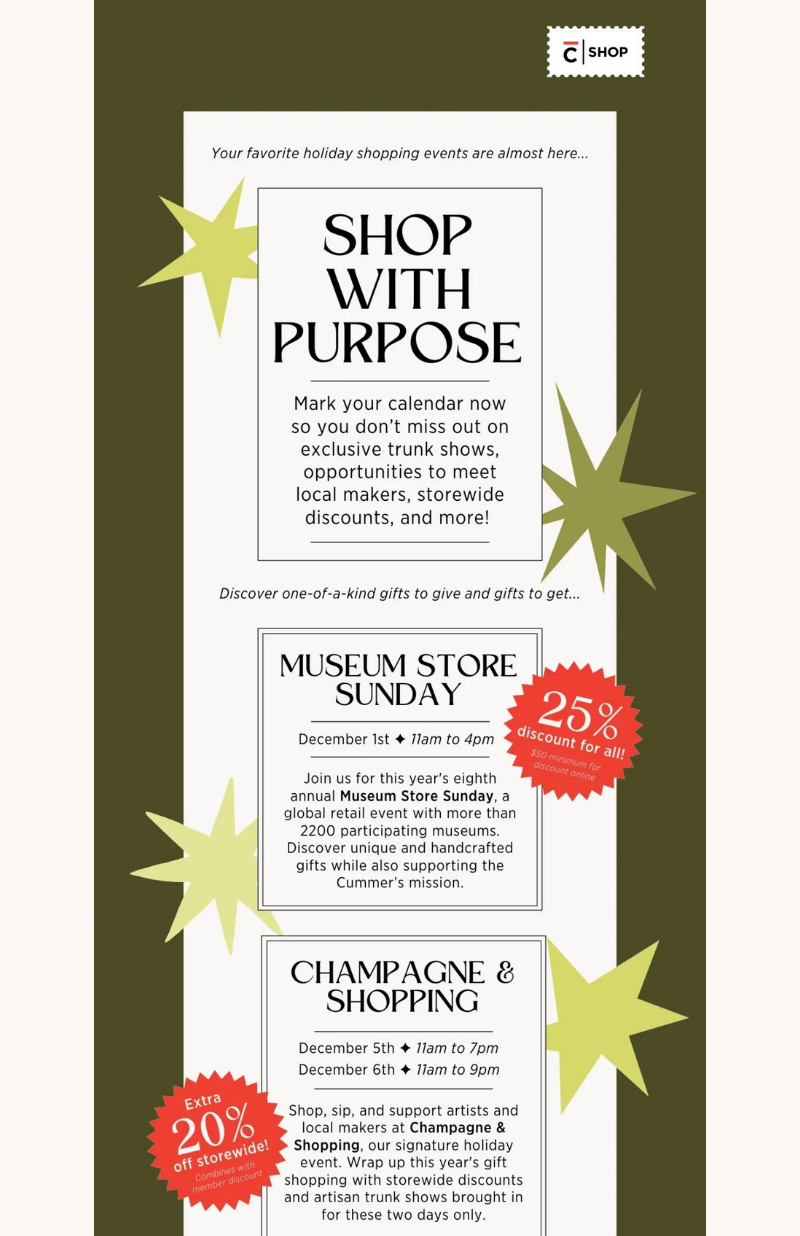 C̅ | SHOP
Your favorite holiday shopping events are almost here...
SHOP
WITH
PURPOSE
Mark your calendar now
so you don't miss out on
exclusive trunk shows,
opportunities to meet
local makers, storewide
discounts, and more!
Discover one-of-a-kind gifts to give and gifts to get...
MUSEUM STORE
SUNDAY
December 1st ✦ 11am to 4pm
25%
discount for all!
$50 minimum for
discount online
Join us for this year's eighth
annual Museum Store Sunday, a
global retail event with more than
2200 participating museums.
Discover unique and handcrafted
gifts while also supporting the
Cummer's mission.
CHAMPAGNE &
SHOPPING
December 5th ✦ 11am to 7pm
December 6th ✦ 11am to 9pm
Extra
20%
off storewide!
Combines with
member discount
Shop, sip, and support artists and
local makers at Champagne &
Shopping, our signature holiday
event. Wrap up this year's gift
shopping with storewide discounts
and artisan trunk shows brought in
for these two days only.